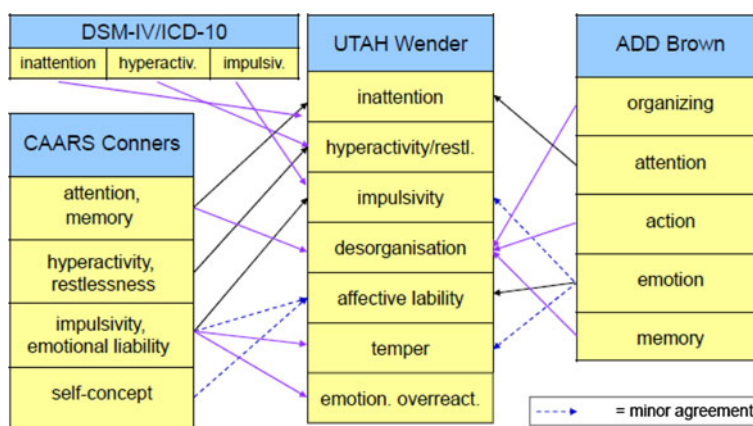 DSM-IV/ICD-10
inattention
hyperactiv.
impulsiv.
CAARS Conners
attention,
memory
hyperactivity,
restlessness
impulsivity,
emotional liability
self-concept
UTAH Wender
inattention
hyperactivity/restl.
impulsivity
desorganisation
affective lability
temper
emotion. overreact.
ADD Brown
organizing
attention
action
emotion
memory
= minor agreement